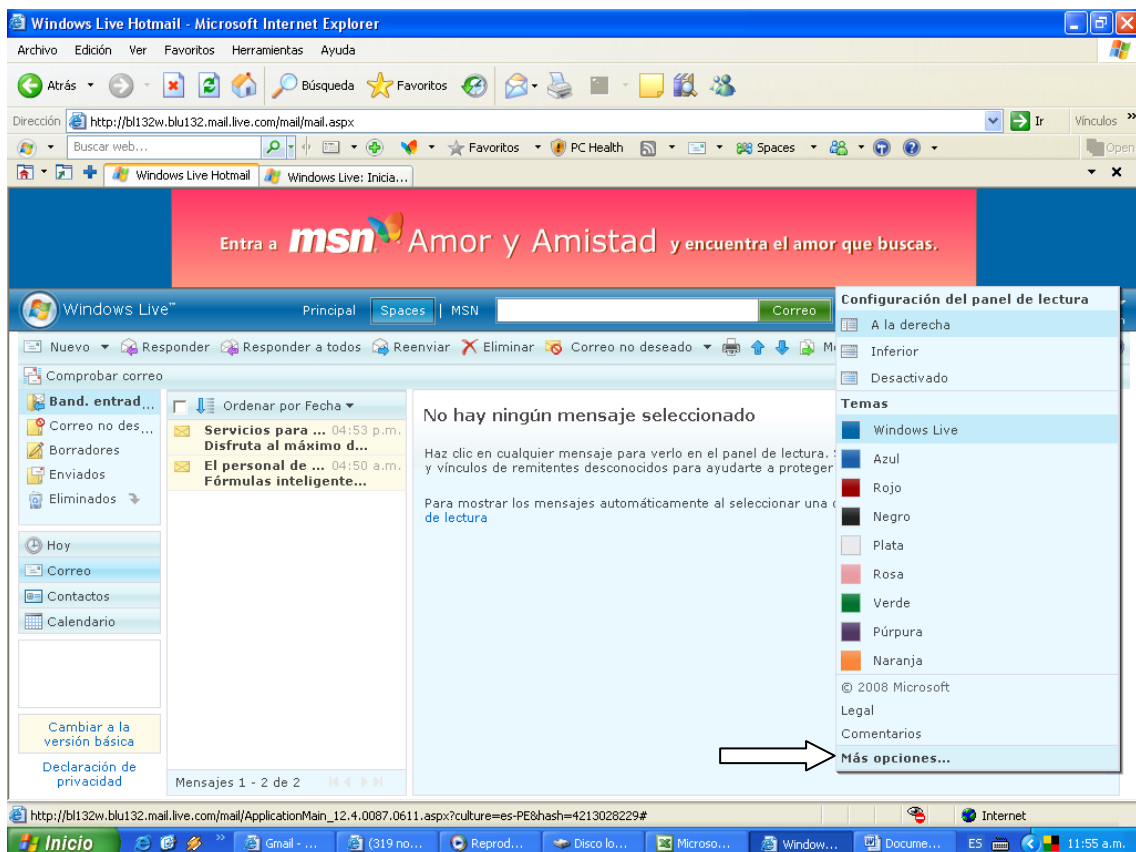 Windows Live Hotmail - Microsoft Internet Explorer
Archivo Edición Ver Favoritos Herramientas Ayuda
Atrás Búsqueda Favoritos
Dirección http://bl132w.blu132.mail.live.com/mail/mail.aspx Ir Vínculos »
Buscar web... Favoritos PC Health Spaces Open
Windows Live Hotmail Windows Live: Inicia...
Entra a msn Amor y Amistad y encuentra el amor que buscas.
Windows Live™ Principal Spaces | MSN Correo
Nuevo Responder Responder a todos Reenviar Eliminar Correo no deseado
Comprobar correo
Band. entrad...
Correo no des...
Borradores
Enviados
Eliminados
Hoy
Correo
Contactos
Calendario
Cambiar a la
versión básica
Declaración de
privacidad
Ordenar por Fecha
Servicios para ... 04:53 p.m.
Disfruta al máximo d...
El personal de ... 04:50 a.m.
Fórmulas inteligente...
Mensajes 1 - 2 de 2
No hay ningún mensaje seleccionado
Haz clic en cualquier mensaje para verlo en el panel de lectura.
y vínculos de remitentes desconocidos para ayudarte a proteger
Para mostrar los mensajes automáticamente al seleccionar una
de lectura
Configuración del panel de lectura
A la derecha
Inferior
Desactivado
Temas
Windows Live
Azul
Rojo
Negro
Plata
Rosa
Verde
Púrpura
Naranja
© 2008 Microsoft
Legal
Comentarios
Más opciones...
http://bl132w.blu132.mail.live.com/mail/ApplicationMain_12.4.0087.0611.aspx?culture=es-PE&hash=4213028229# Internet
Inicio » Gmail - ... (319 no... Reprod... Disco lo... Microso... Window... Docume... ES 11:55 a.m.